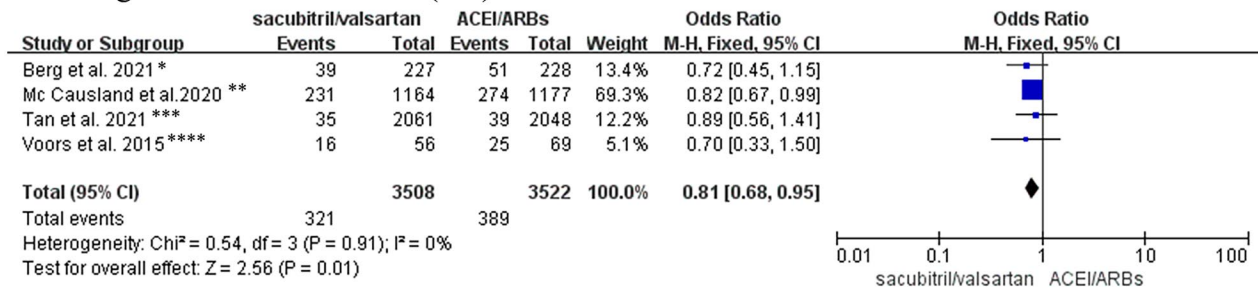 sacubitril/valsartan ACEI/ARBs Odds Ratio Odds Ratio
Study or Subgroup Events Total Events Total Weight M-H, Fixed, 95% CI M-H, Fixed, 95% CI
Berg et al. 2021 * 39 227 51 228 13.4% 0.72 [0.45, 1.15]
Mc Causland et al.2020 ** 231 1164 274 1177 69.3% 0.82 [0.67, 0.99]
Tan et al. 2021 *** 35 2061 39 2048 12.2% 0.89 [0.56, 1.41]
Voors et al. 2015**** 16 56 25 69 5.1% 0.70 [0.33, 1.50]
Total (95% CI) 3508 3522 100.0% 0.81 [0.68, 0.95]
Total events 321 389
Heterogeneity: Chi² = 0.54, df = 3 (P = 0.91); I² = 0%
Test for overall effect: Z = 2.56 (P = 0.01)
0.01 0.1 1 10 100
sacubitril/valsartan ACEI/ARBs